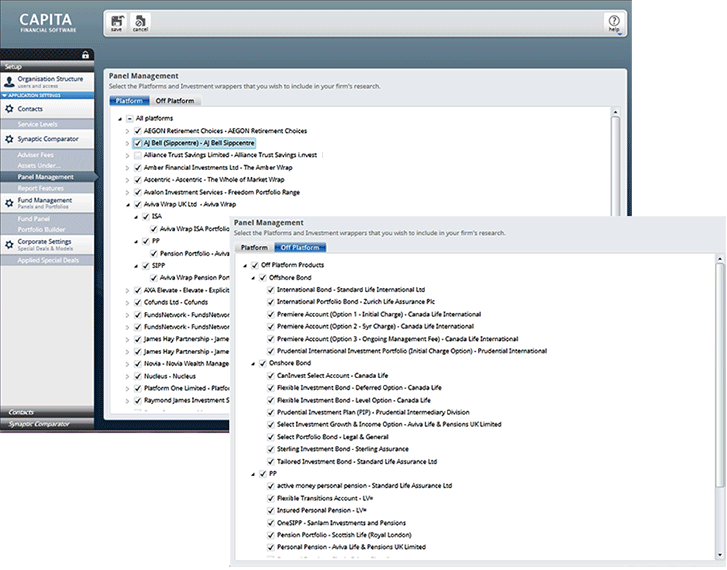 CAPITA
FINANCIAL SOFTWARE
save
cancel
help
Setup
Organisation Structure
users and access
APPLICATION SETTINGS
Contacts
Service Levels
Synaptic Comparator
Adviser Fees
Assets Under...
Panel Management
Report Features
Fund Management
Panels and Portfolios
Fund Panel
Portfolio Builder
Corporate Settings
Special Deals & Models
Applied Special Deals
Contacts
Synaptic Comparator
Panel Management
Select the Platforms and Investment wrappers that you wish to include in your firm's research.
Platform
Off Platform
All platforms
AEGON Retirement Choices - AEGON Retirement Choices
AJ Bell (Sippcentre) - AJ Bell Sippcentre
Alliance Trust Savings Limited - Alliance Trust Savings i.nvest
Amber Financial Investments Ltd - The Amber Wrap
Ascentric - Ascentric - The Whole of Market Wrap
Avalon Investment Services - Freedom Portfolio Range
Aviva Wrap UK Ltd - Aviva Wrap
ISA
Aviva Wrap ISA Portfolio
PP
Pension Portfolio - Aviva
SIPP
Aviva Wrap Pension Port
AXA Elevate - Elevate - Explicit
Cofunds Ltd - Cofunds
FundsNetwork - FundsNetwor
FundsNetwork - FundsNetwor
James Hay Partnership - Jame
James Hay Partnership - Jame
Novia - Novia Wealth Manage
Nucleus - Nucleus
Platform One Limited - Platfor
Raymond James Investment S
Panel Management
Select the Platforms and Investment wrappers that you wish to include in your firm's research.
Platform
Off Platform
Off Platform Products
Offshore Bond
International Bond - Standard Life International Ltd
International Portfolio Bond - Zurich Life Assurance Plc
Premiere Account (Option 1 - Initial Charge) - Canada Life International
Premiere Account (Option 2 - 5yr Charge) - Canada Life International
Premiere Account (Option 3 - Ongoing Management Fee) - Canada Life International
Prudential International Investment Portfolio (Initial Charge Option) - Prudential International
Onshore Bond
CanInvest Select Account - Canada Life
Flexible Investment Bond - Deferred Option - Canada Life
Flexible Investment Bond - Level Option - Canada Life
Prudential Investment Plan (PIP) - Prudential Intermediary Division
Select Investment Growth & Income Option - Aviva Life & Pensions UK Limited
Select Portfolio Bond - Legal & General
Sterling Investment Bond - Sterling Assurance
Tailored Investment Bond - Standard Life Assurance Ltd
PP
active money personal pension - Standard Life Assurance Ltd
Flexible Transitions Account - LV=
Insured Personal Pension - LV=
OneSIPP - Sanlam Investments and Pensions
Pension Portfolio - Scottish Life (Royal London)
Personal Pension - Aviva Life & Pensions UK Limited